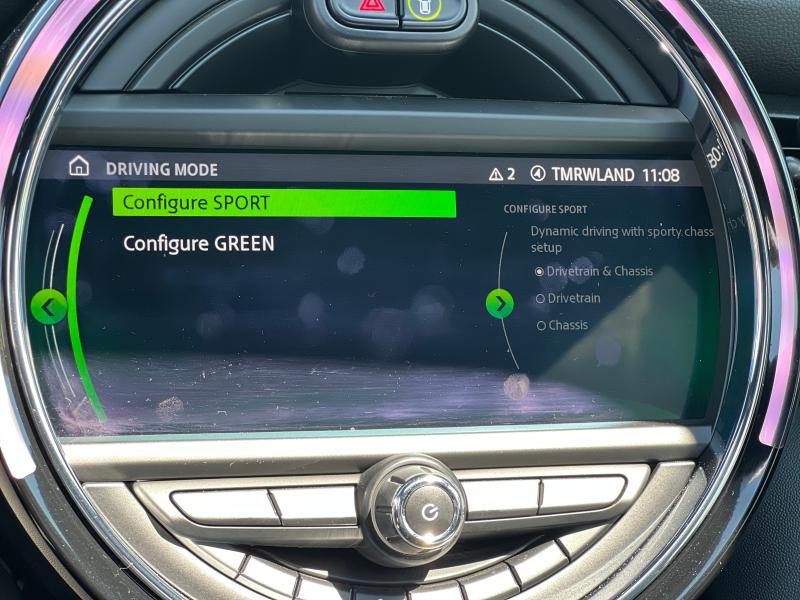 DRIVING MODE
2 TMRWLAND 11:08
Configure SPORT
Configure GREEN
CONFIGURE SPORT
Dynamic driving with sporty chass
setup
Drivetrain & Chassis
Drivetrain
Chassis
80